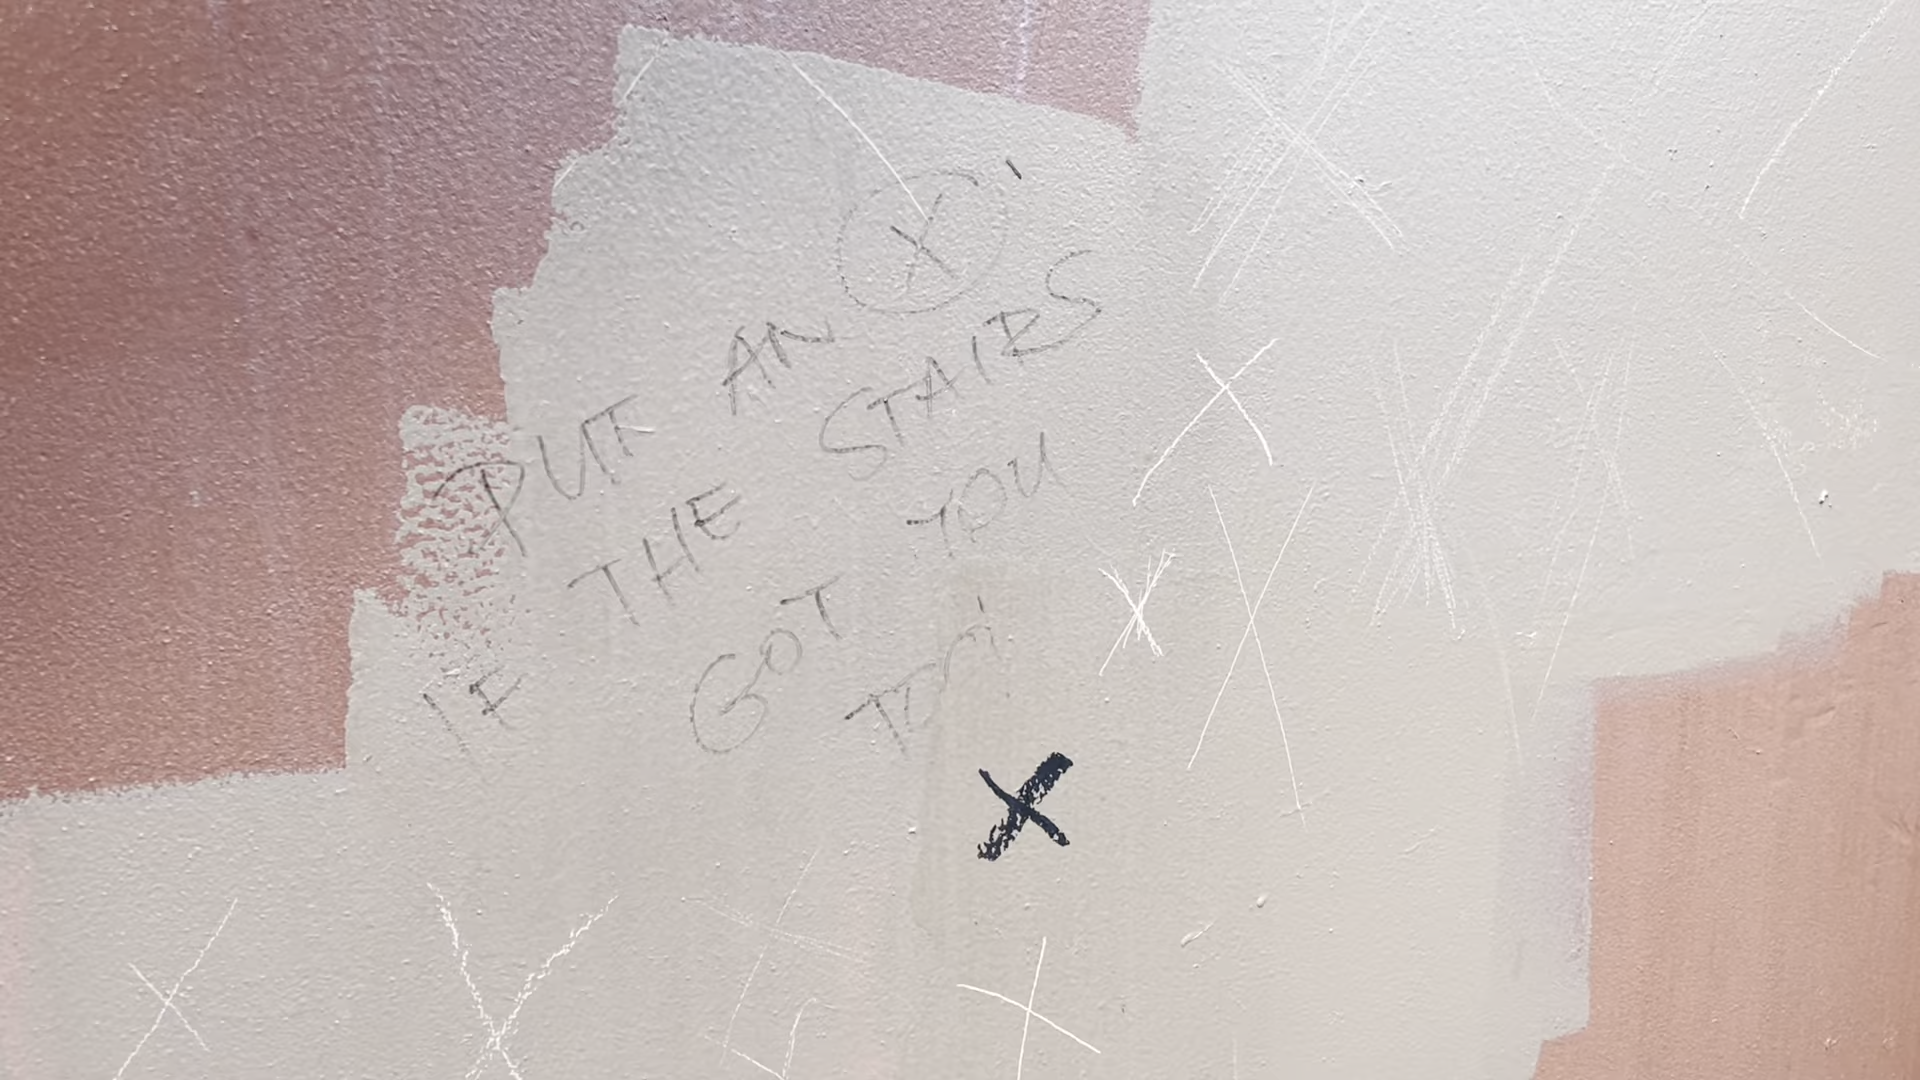 PUT AN X
IF THE STAIRS
GOT YOU
TOO!
X